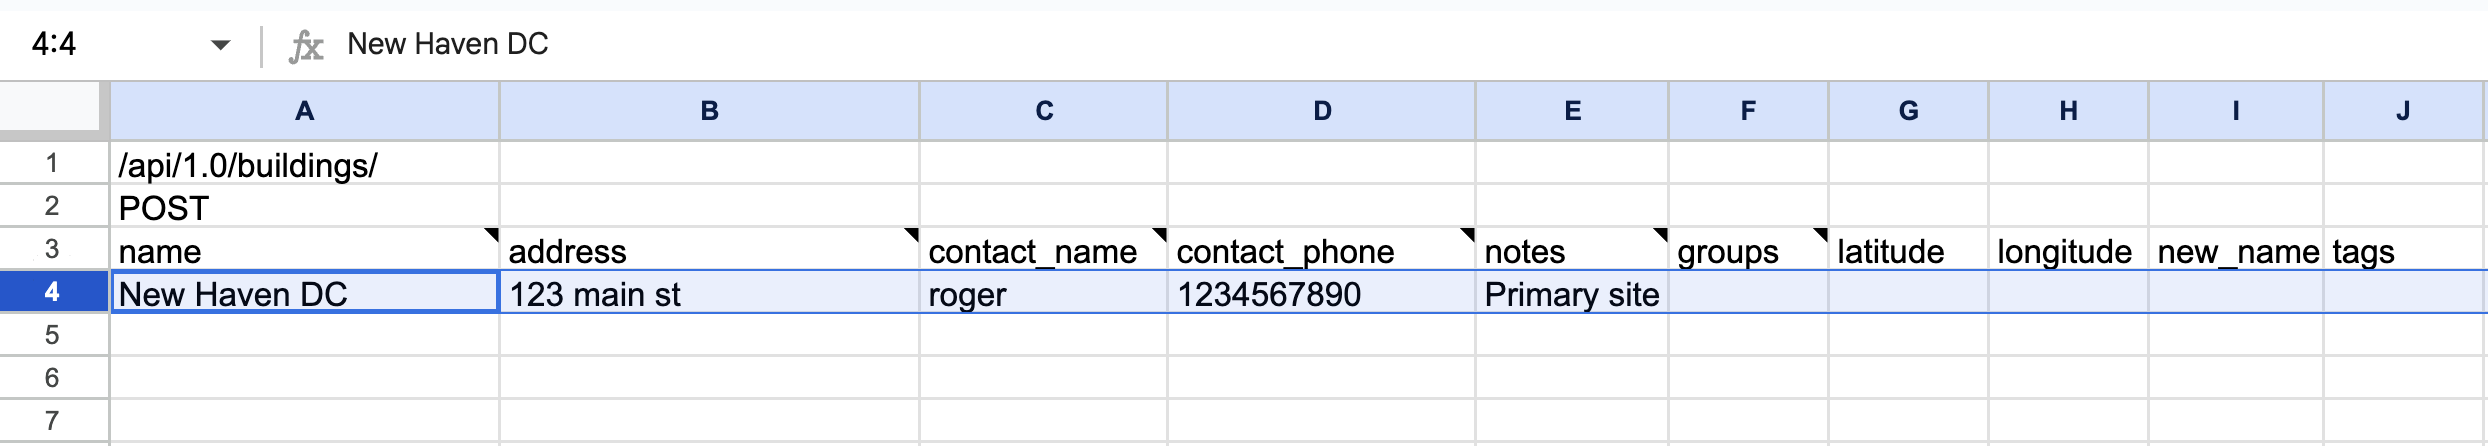 4:4 fx New Haven DC
A B C D E F G H I J
1 /api/1.0/buildings/
2 POST
3 name address contact_name contact_phone notes groups latitude longitude new_name tags
4 New Haven DC 123 main st roger 1234567890 Primary site
5
6
7